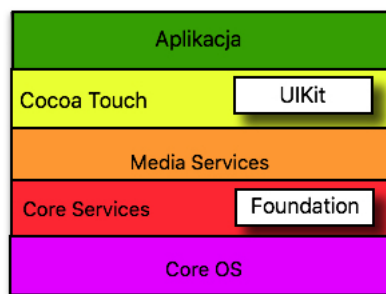 Aplikacja
Cocoa Touch UIKit
Media Services
Core Services Foundation
Core OS